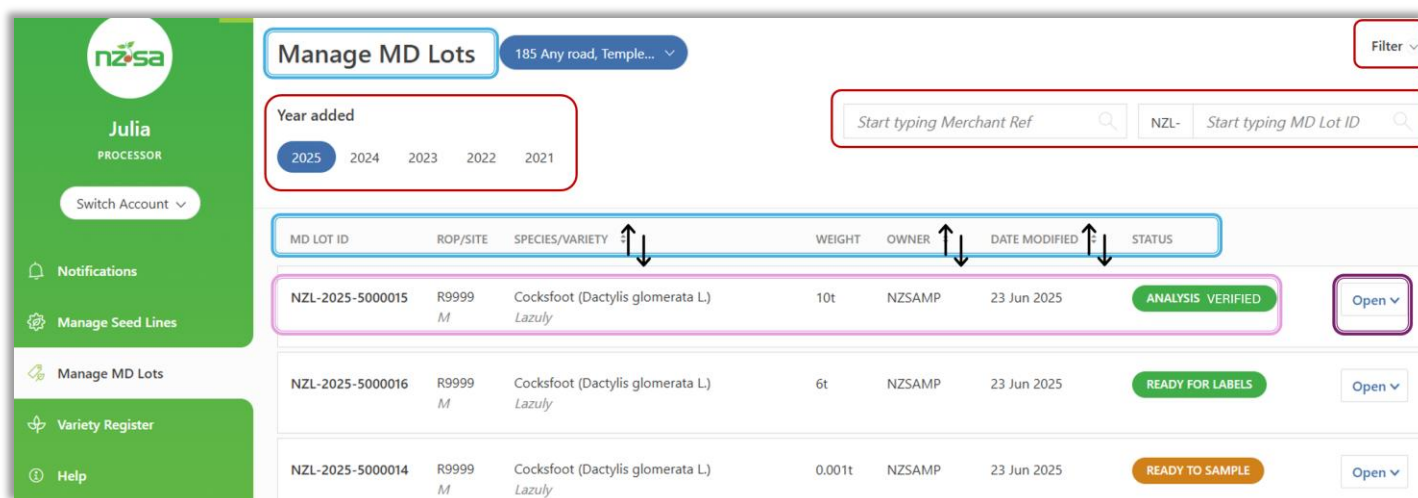 nzsa
Julia
PROCESSOR
Switch Account
Notifications
Manage Seed Lines
Manage MD Lots
Variety Register
Help
Manage MD Lots
185 Any road, Temple...
Filter
Year added
2025 2024 2023 2022 2021
Start typing Merchant Ref
NZL- Start typing MD Lot ID
MD LOT ID ROP/SITE SPECIES/VARIETY WEIGHT OWNER DATE MODIFIED STATUS
NZL-2025-5000015 R9999 Cocksfoot (Dactylis glomerata L.) 10t NZSAMP 23 Jun 2025 ANALYSIS VERIFIED Open
M Lazuly
NZL-2025-5000016 R9999 Cocksfoot (Dactylis glomerata L.) 6t NZSAMP 23 Jun 2025 READY FOR LABELS Open
M Lazuly
NZL-2025-5000014 R9999 Cocksfoot (Dactylis glomerata L.) 0.001t NZSAMP 23 Jun 2025 READY TO SAMPLE Open
M Lazuly